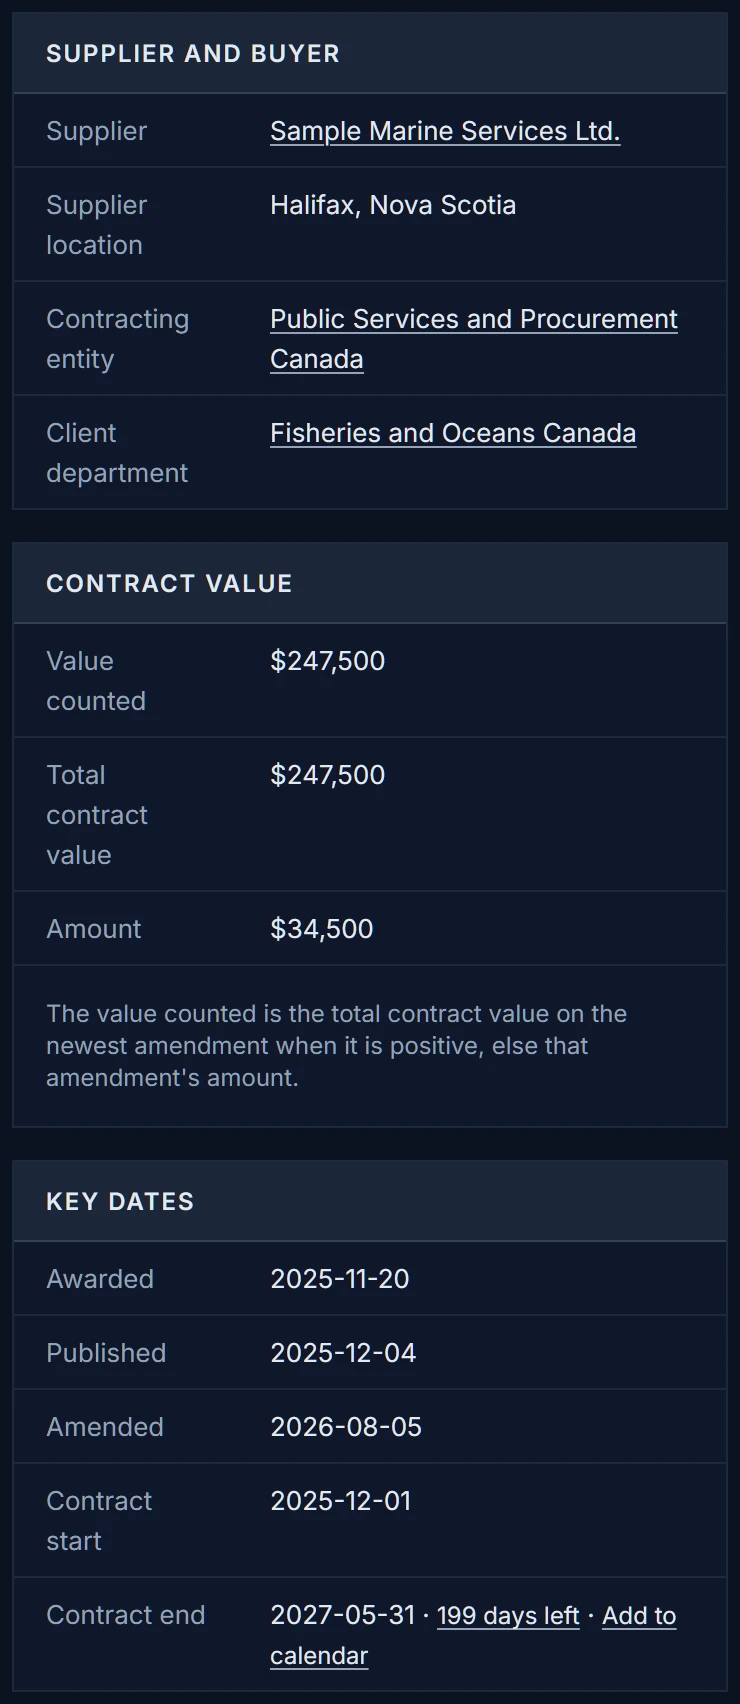 SUPPLIER AND BUYER
Supplier
Sample Marine Services Ltd.
Supplier
location
Halifax, Nova Scotia
Contracting
entity
Public Services and Procurement
Canada
Client
department
Fisheries and Oceans Canada
CONTRACT VALUE
Value
counted
$247,500
Total
contract
value
$247,500
Amount
$34,500
The value counted is the total contract value on the
newest amendment when it is positive, else that
amendment's amount.
KEY DATES
Awarded
2025-11-20
Published
2025-12-04
Amended
2026-08-05
Contract
start
2025-12-01
Contract end
2027-05-31 · 199 days left · Add to
calendar